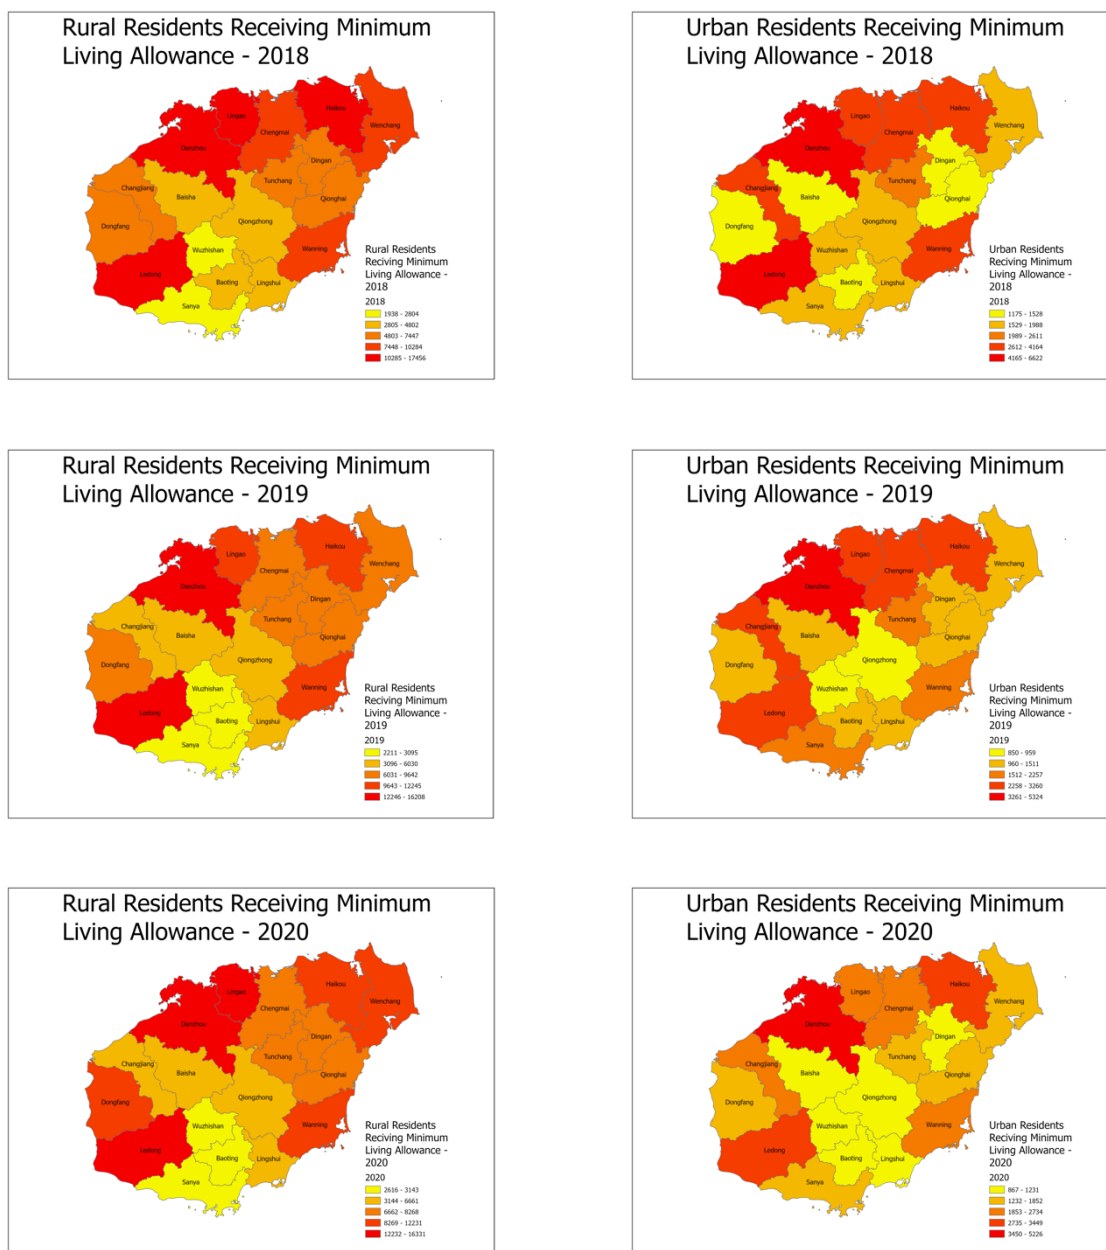 Rural Residents Receiving Minimum
Living Allowance - 2018
Lingao
Haikou
Wenchang
Chengmai
Danzhou
Dingan
Tunchang
Changjiang
Baisha
Qionghai
Qiongzhong
Dongfang
Wuzhishan
Wanning
Ledong
Baoting
Lingshui
Sanya
Rural Residents
Reciving Minimum
Living Allowance -
2018
2018
1938 - 2804
2805 - 4802
4803 - 7447
7448 - 10284
10285 - 17456
Urban Residents Receiving Minimum
Living Allowance - 2018
Lingao
Haikou
Wenchang
Chengmai
Danzhou
Dingan
Tunchang
Changjiang
Baisha
Qionghai
Qiongzhong
Dongfang
Wuzhishan
Wanning
Ledong
Baoting
Lingshui
Sanya
Urban Residents
Reciving Minimum
Living Allowance -
2018
2018
1175 - 1528
1529 - 1988
1989 - 2611
2612 - 4164
4165 - 6622
Rural Residents Receiving Minimum
Living Allowance - 2019
Lingao
Haikou
Wenchang
Chengmai
Danzhou
Dingan
Tunchang
Changjiang
Baisha
Qionghai
Qiongzhong
Dongfang
Wuzhishan
Wanning
Ledong
Baoting
Lingshui
Sanya
Rural Residents
Reciving Minimum
Living Allowance -
2019
2019
2211 - 3095
3096 - 6030
6031 - 9642
9643 - 12245
12246 - 16208
Urban Residents Receiving Minimum
Living Allowance - 2019
Lingao
Haikou
Wenchang
Chengmai
Danzhou
Dingan
Tunchang
Changjiang
Baisha
Qionghai
Qiongzhong
Dongfang
Wuzhishan
Wanning
Ledong
Baoting
Lingshui
Sanya
Urban Residents
Reciving Minimum
Living Allowance -
2019
2019
850 - 959
960 - 1511
1512 - 2257
2258 - 3260
3261 - 5324
Rural Residents Receiving Minimum
Living Allowance - 2020
Lingao
Haikou
Wenchang
Chengmai
Danzhou
Dingan
Tunchang
Changjiang
Baisha
Qionghai
Qiongzhong
Dongfang
Wuzhishan
Wanning
Ledong
Baoting
Lingshui
Sanya
Rural Residents
Reciving Minimum
Living Allowance -
2020
2020
2616 - 3143
3144 - 6661
6662 - 8268
8269 - 12231
12232 - 16331
Urban Residents Receiving Minimum
Living Allowance - 2020
Lingao
Haikou
Wenchang
Chengmai
Danzhou
Dingan
Tunchang
Changjiang
Baisha
Qionghai
Qiongzhong
Dongfang
Wuzhishan
Wanning
Ledong
Baoting
Lingshui
Sanya
Urban Residents
Reciving Minimum
Living Allowance -
2020
2020
867 - 1231
1232 - 1852
1853 - 2734
2735 - 3449
3450 - 5226